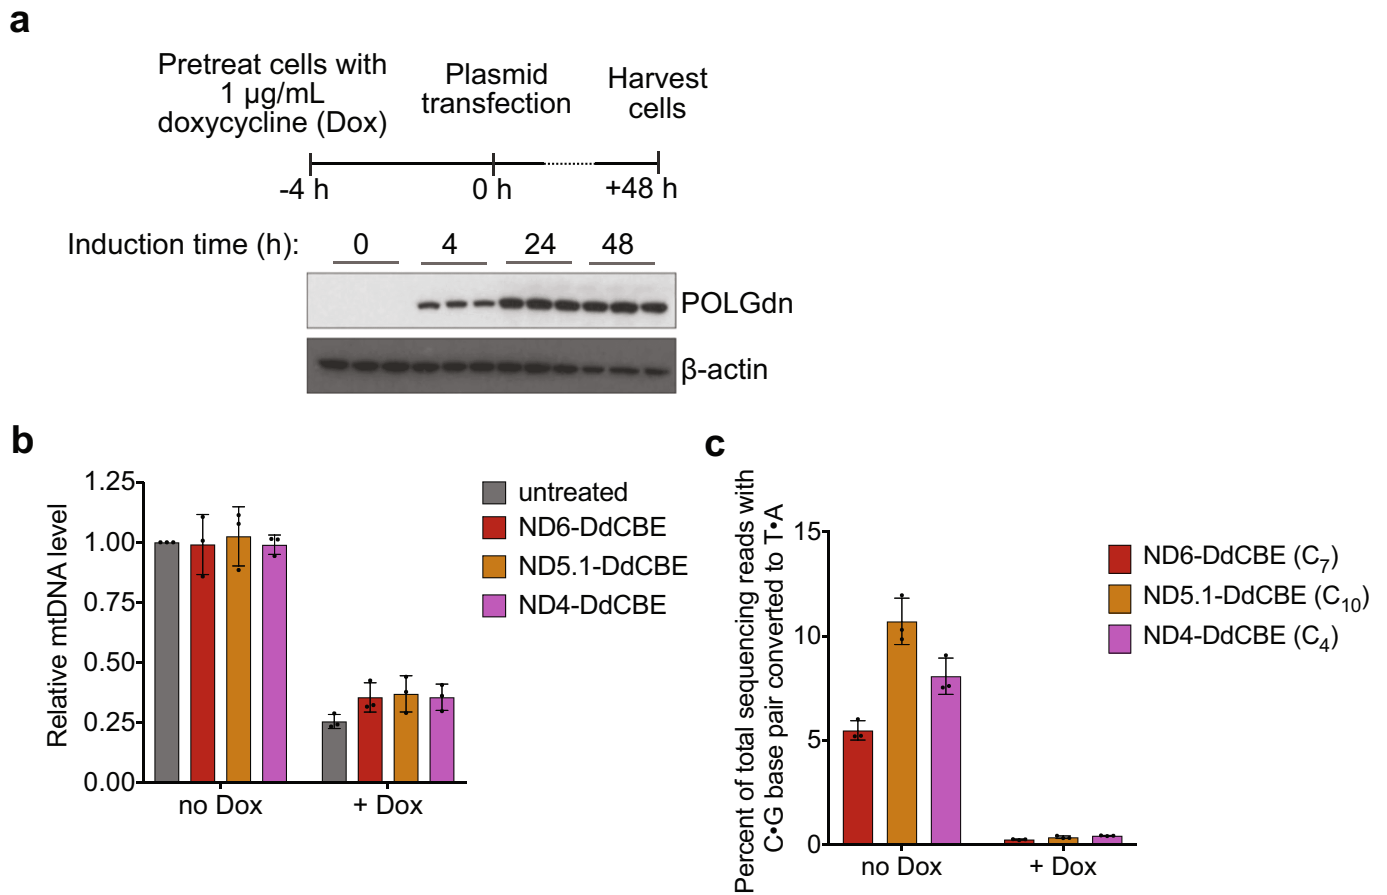 a
Pretreat cells with
1 µg/mL
doxycycline (Dox)
Plasmid
transfection
Harvest
cells
-4 h
0 h
+48 h
Induction time (h):
0
4
24
48
POLGdn
β-actin
b
Relative mtDNA level
1.25
1.00
0.75
0.50
0.25
0.00
no Dox
+ Dox
untreated
ND6-DdCBE
ND5.1-DdCBE
ND4-DdCBE
c
Percent of total sequencing reads with
C•G base pair converted to T•A
15
10
5
0
no Dox
+ Dox
ND6-DdCBE (C7)
ND5.1-DdCBE (C10)
ND4-DdCBE (C4)